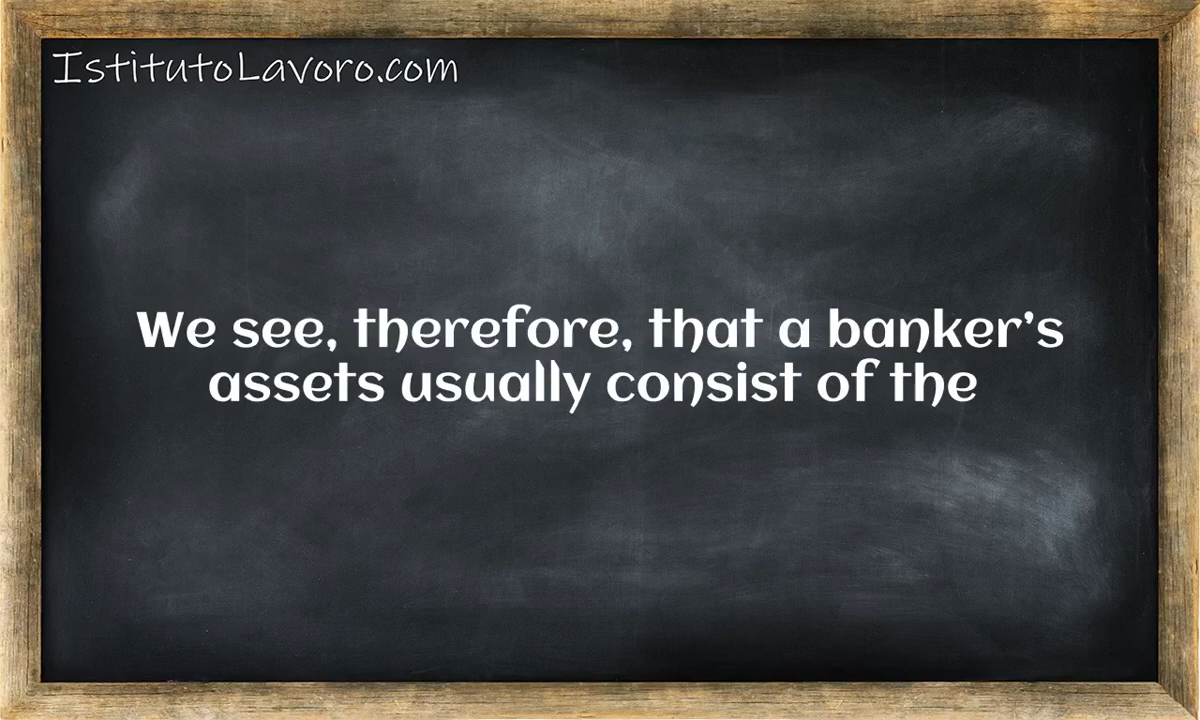 IstitutoLavoro.com
We see, therefore, that a banker's
assets usually consist of the